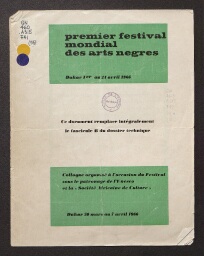 premier festival
mondial
des arts negres
Dakar 1er au 24 avril 1966
Ce document remplace intégralement
le fascicule B du dossier technique
Colloque organisé à l'occasion du Festival
sous le patronage de l'Unesco
et la "Société Africaine de Culture"
Dakar 30 mars au 7 avril 1966